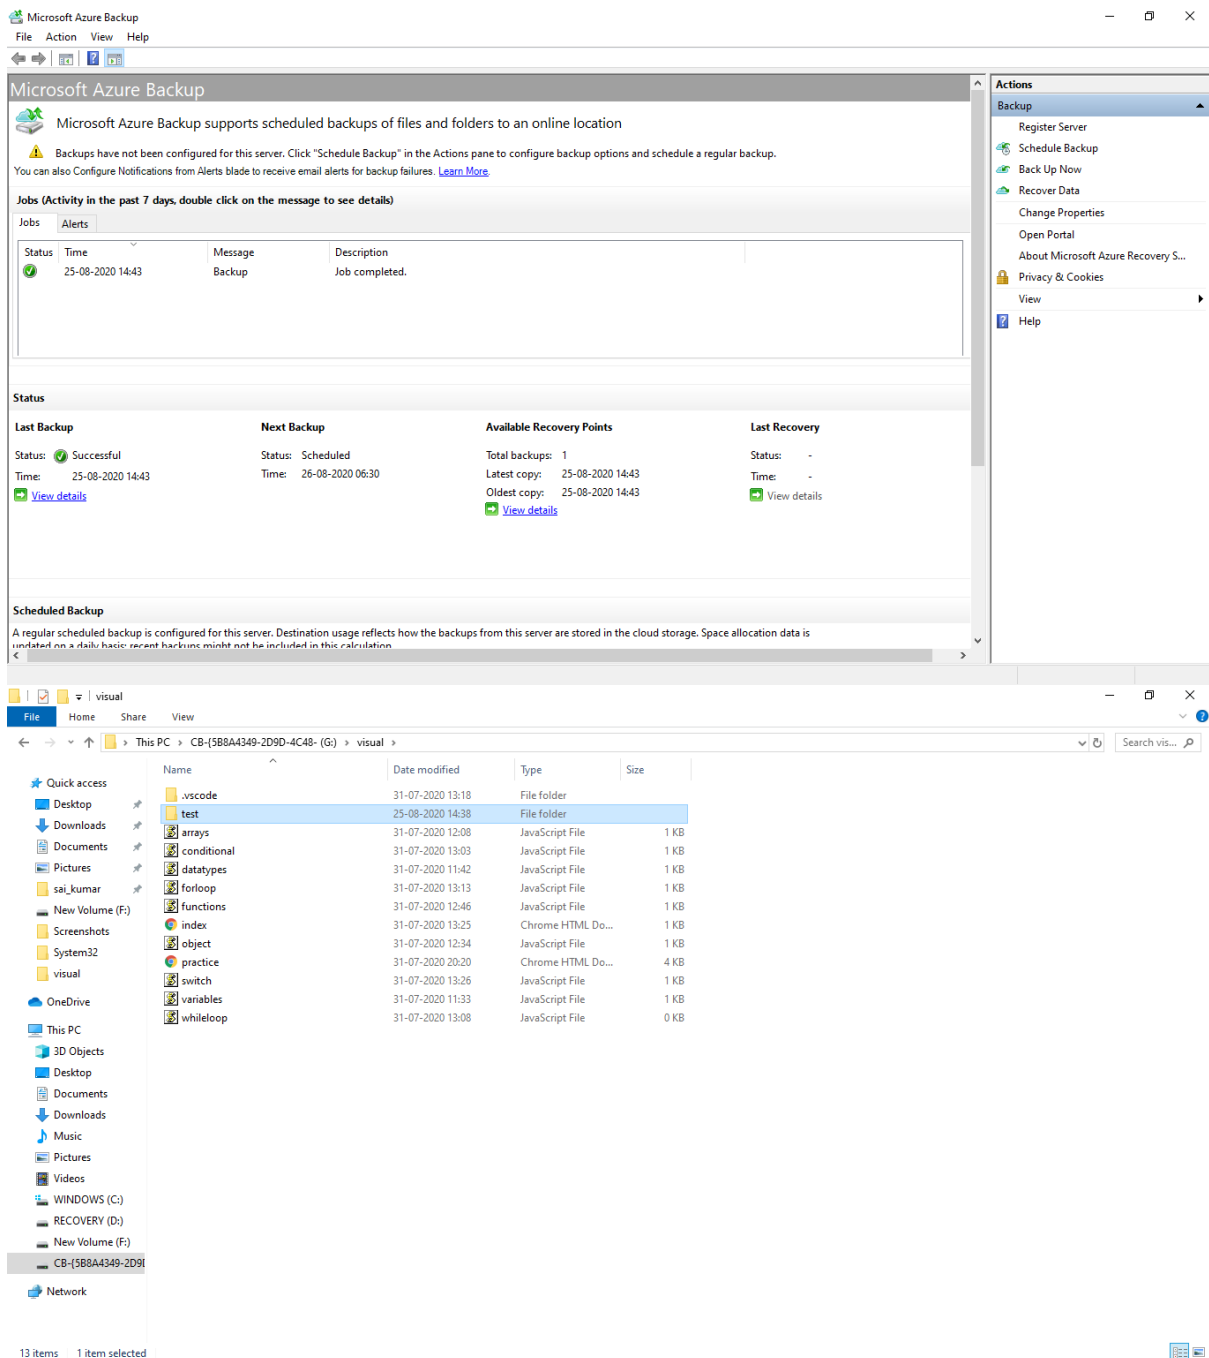 Microsoft Azure Backup
File Action View Help
Microsoft Azure Backup
Microsoft Azure Backup supports scheduled backups of files and folders to an online location
Backups have not been configured for this server. Click "Schedule Backup" in the Actions pane to configure backup options and schedule a regular backup.
You can also Configure Notifications from Alerts blade to receive email alerts for backup failures. Learn More.
Jobs (Activity in the past 7 days, double click on the message to see details)
Jobs Alerts
Status Time Message Description
25-08-2020 14:43 Backup Job completed.
Status
Last Backup Next Backup Available Recovery Points Last Recovery
Status: Successful Status: Scheduled Total backups: 1 Status: -
Time: 25-08-2020 14:43 Time: 26-08-2020 06:30 Latest copy: 25-08-2020 14:43 Time: -
Oldest copy: 25-08-2020 14:43
View details View details View details
Scheduled Backup
A regular scheduled backup is configured for this server. Destination usage reflects how the backups from this server are stored in the cloud storage. Space allocation data is
updated on a daily basis; recent backups might not be included in this calculation
Actions
Backup
Register Server
Schedule Backup
Back Up Now
Recover Data
Change Properties
Open Portal
About Microsoft Azure Recovery S...
Privacy & Cookies
View
Help
visual
File Home Share View
This PC > CB-{5B8A4349-2D9D-4C48- (G:) > visual >
Search vis...
Quick access
Desktop
Downloads
Documents
Pictures
sai_kumar
New Volume (F:)
Screenshots
System32
visual
OneDrive
This PC
3D Objects
Desktop
Documents
Downloads
Music
Pictures
Videos
WINDOWS (C:)
RECOVERY (D:)
New Volume (F:)
CB-{5B8A4349-2D9D
Network
Name Date modified Type Size
.vscode 31-07-2020 13:18 File folder
test 25-08-2020 14:38 File folder
arrays 31-07-2020 12:08 JavaScript File 1 KB
conditional 31-07-2020 13:03 JavaScript File 1 KB
datatypes 31-07-2020 11:42 JavaScript File 1 KB
forloop 31-07-2020 13:13 JavaScript File 1 KB
functions 31-07-2020 12:46 JavaScript File 1 KB
index 31-07-2020 13:25 Chrome HTML Do... 1 KB
object 31-07-2020 12:34 JavaScript File 1 KB
practice 31-07-2020 20:20 Chrome HTML Do... 4 KB
switch 31-07-2020 13:26 JavaScript File 1 KB
variables 31-07-2020 11:33 JavaScript File 1 KB
whileloop 31-07-2020 13:08 JavaScript File 0 KB
13 items 1 item selected